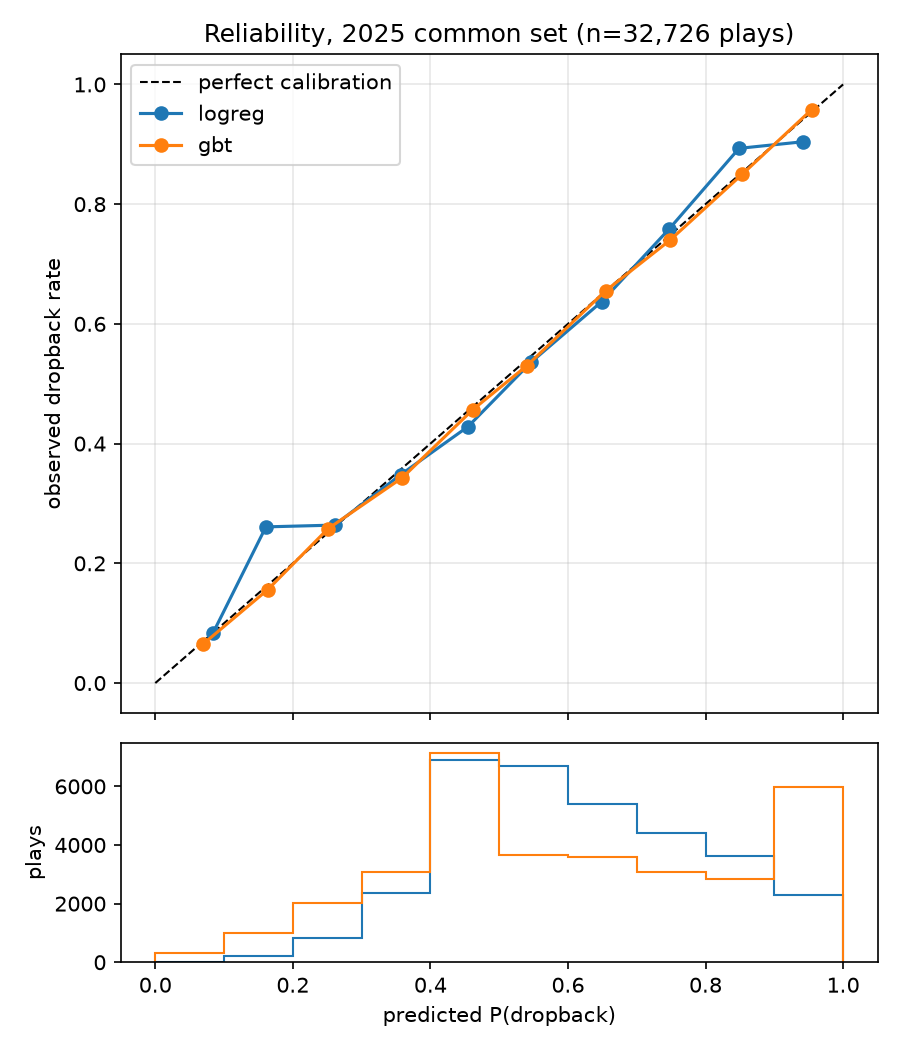 Reliability, 2025 common set (n=32,726 plays)
perfect calibration
logreg
gbt
1.0
0.8
0.6
0.4
0.2
0.0
observed dropback rate
6000
4000
2000
0
plays
0.0 0.2 0.4 0.6 0.8 1.0
predicted P(dropback)